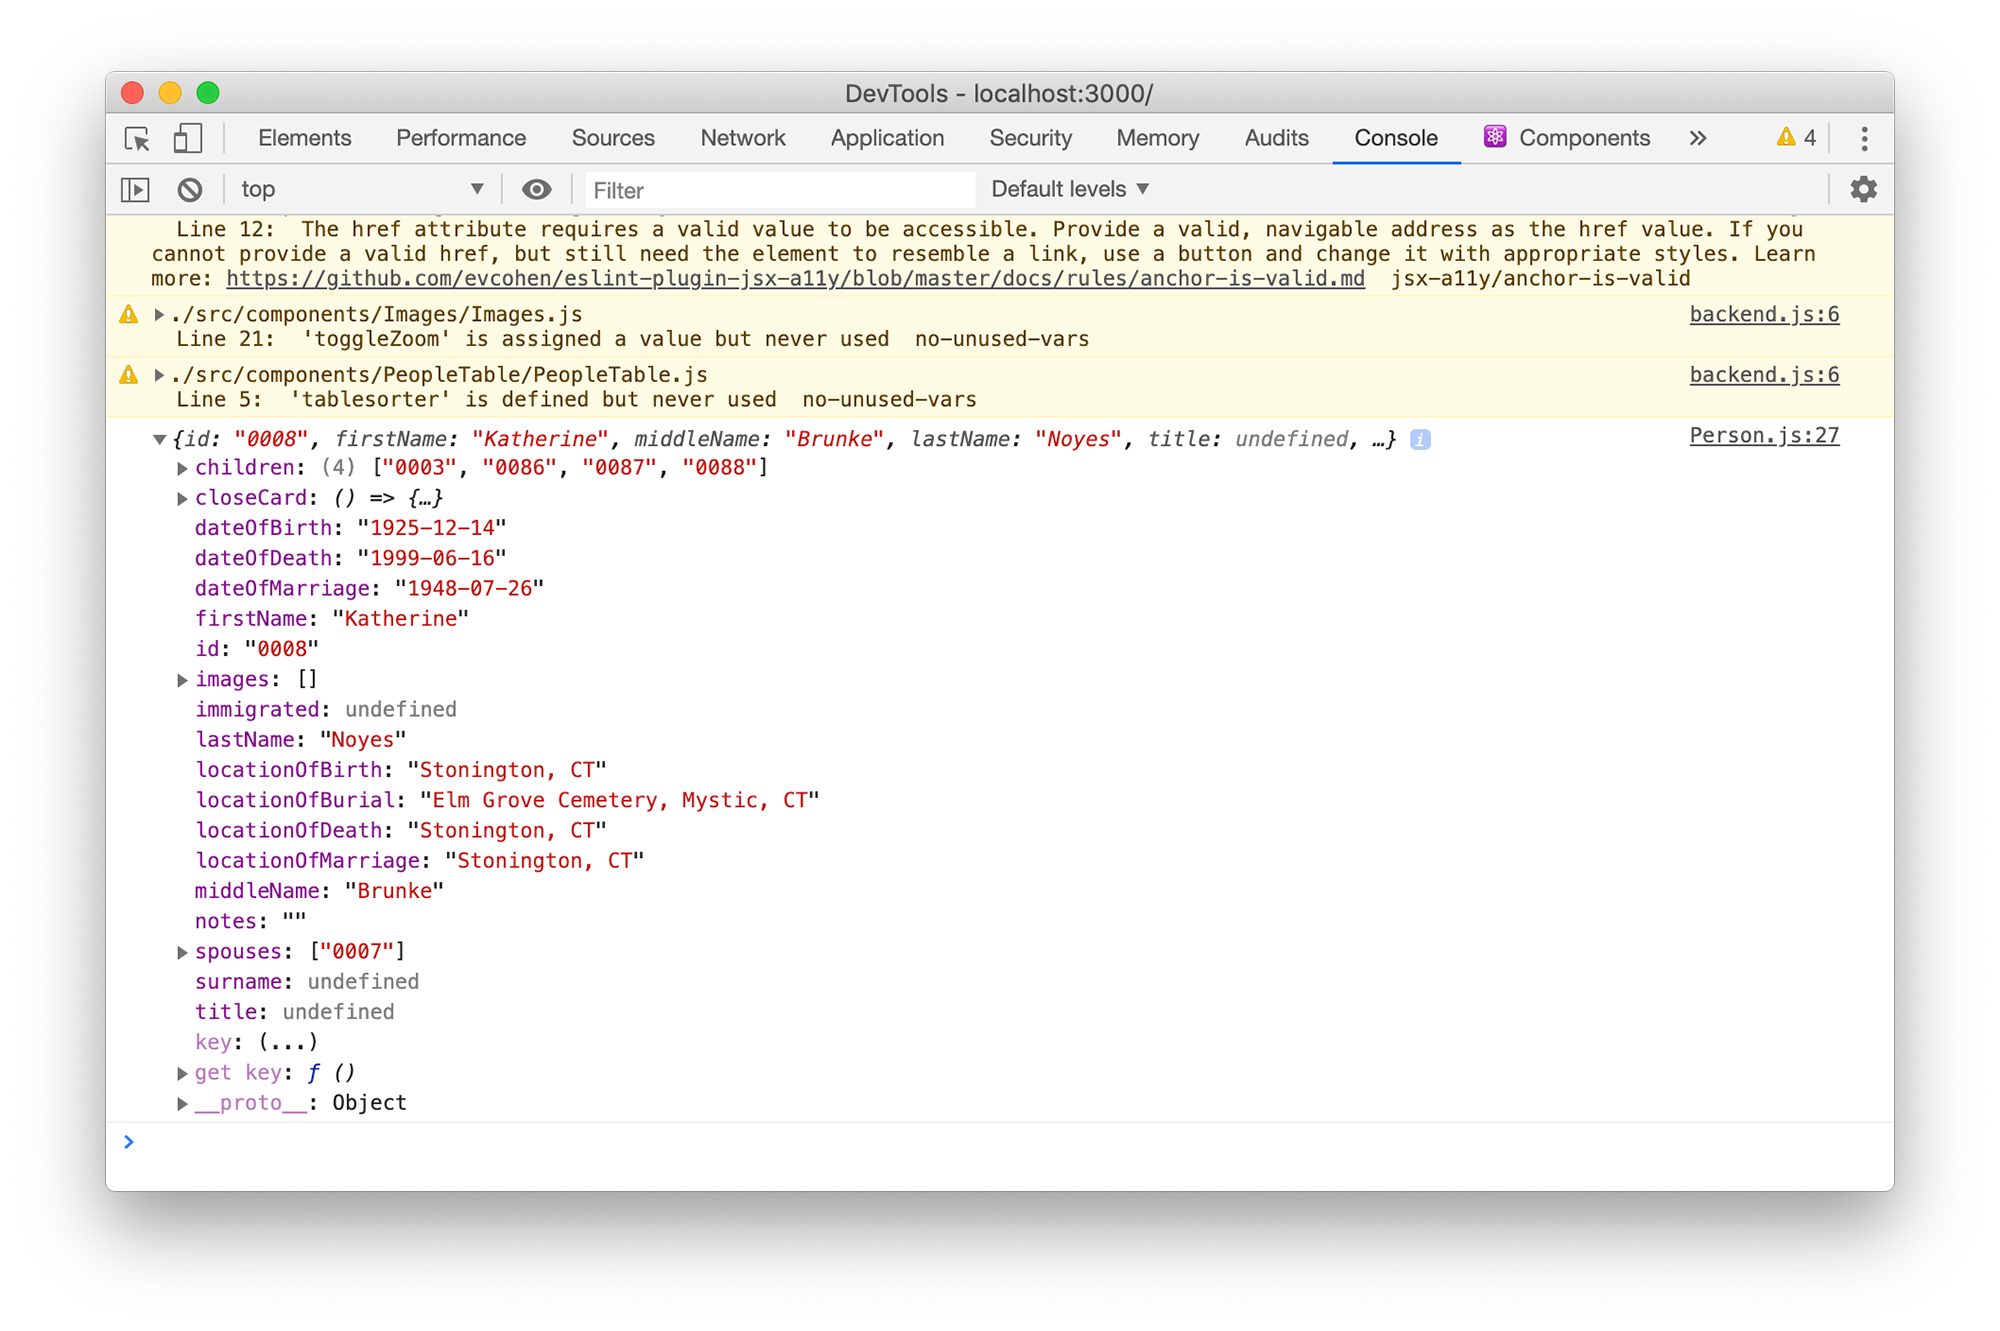 DevTools - localhost:3000/
Elements Performance Sources Network Application Security Memory Audits Console Components » 4
top ▼ Filter Default levels ▼
Line 12:  The href attribute requires a valid value to be accessible. Provide a valid, navigable address as the href value. If you
cannot provide a valid href, but still need the element to resemble a link, use a button and change it with appropriate styles. Learn
more: https://github.com/evcohen/eslint-plugin-jsx-a11y/blob/master/docs/rules/anchor-is-valid.md  jsx-a11y/anchor-is-valid
▶./src/components/Images/Images.js backend.js:6
Line 21:  'toggleZoom' is assigned a value but never used  no-unused-vars
▶./src/components/PeopleTable/PeopleTable.js backend.js:6
Line 5:  'tablesorter' is defined but never used  no-unused-vars
▼{id: "0008", firstName: "Katherine", middleName: "Brunke", lastName: "Noyes", title: undefined, …} i Person.js:27
▶children: (4) ["0003", "0086", "0087", "0088"]
▶closeCard: () => {…}
dateOfBirth: "1925-12-14"
dateOfDeath: "1999-06-16"
dateOfMarriage: "1948-07-26"
firstName: "Katherine"
id: "0008"
▶images: []
immigrated: undefined
lastName: "Noyes"
locationOfBirth: "Stonington, CT"
locationOfBurial: "Elm Grove Cemetery, Mystic, CT"
locationOfDeath: "Stonington, CT"
locationOfMarriage: "Stonington, CT"
middleName: "Brunke"
notes: ""
▶spouses: ["0007"]
surname: undefined
title: undefined
key: (...)
▶get key: ƒ ()
▶__proto__: Object
>